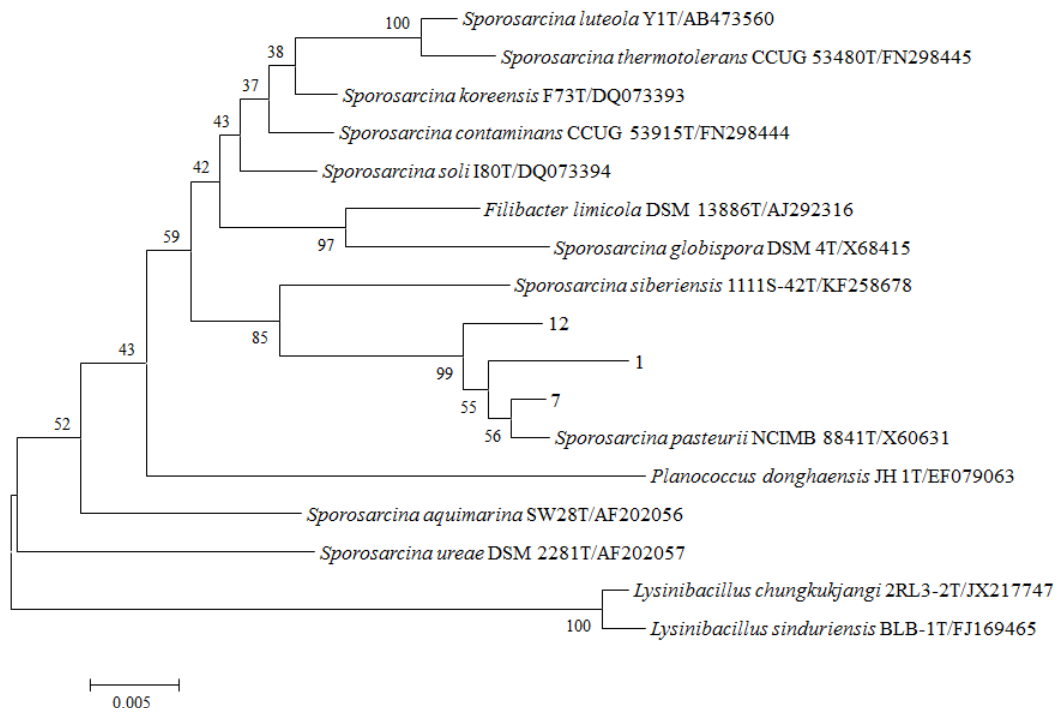 100
Sporosarcina luteola Y1T/AB473560
38
Sporosarcina thermotolerans CCUG 53480T/FN298445
37
Sporosarcina koreensis F73T/DQ073393
43
Sporosarcina contaminans CCUG 53915T/FN298444
42
Sporosarcina soli I80T/DQ073394
59
Filibacter limicola DSM 13886T/AJ292316
97
Sporosarcina globispora DSM 4T/X68415
Sporosarcina siberiensis 1111S-42T/KF258678
85
12
43
99
1
55
7
52
56
Sporosarcina pasteurii NCIMB 8841T/X60631
Planococcus donghaensis JH 1T/EF079063
Sporosarcina aquimarina SW28T/AF202056
Sporosarcina ureae DSM 2281T/AF202057
Lysinibacillus chungkukjangi 2RL3-2T/JX217747
100
Lysinibacillus sinduriensis BLB-1T/FJ169465
0.005